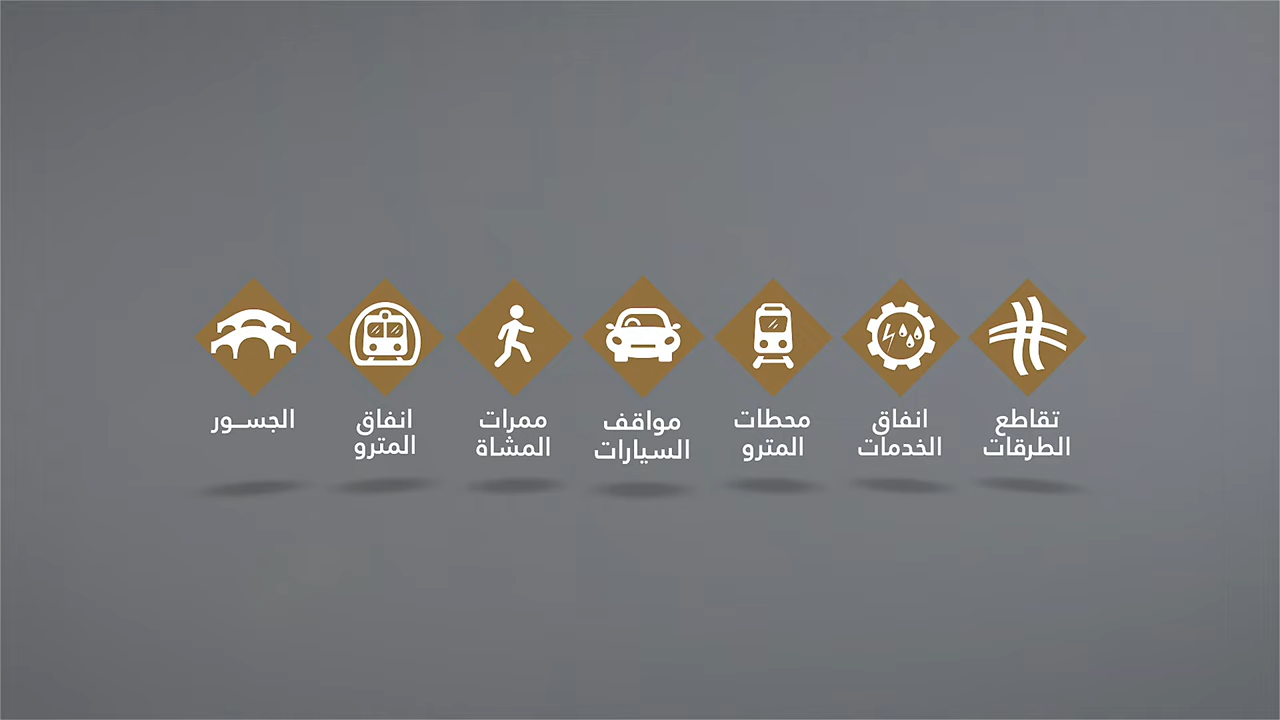 تقاطع
الطرقات
انفاق
الخدمات
محطات
المترو
مواقف
السيارات
ممرات
المشاة
انفاق
المترو
الجسـور